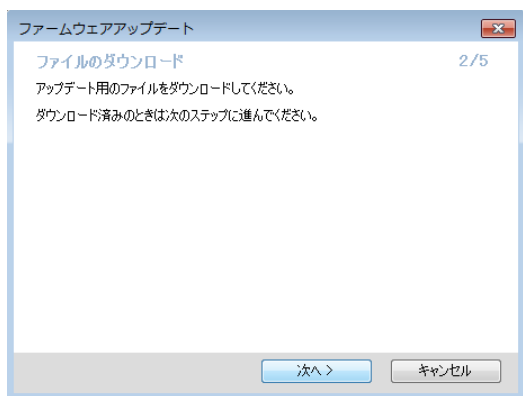 ファームウェアアップデート
ファイルのダウンロード 2/5
アップデート用のファイルをダウンロードしてください。
ダウンロード済みのときは次のステップに進んでください。
次へ > キャンセル